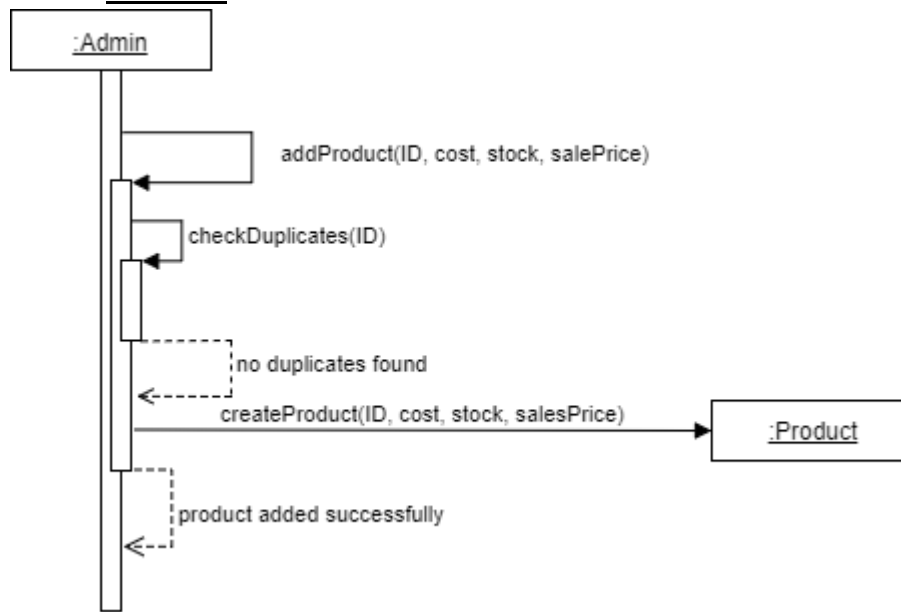 :Admin
addProduct(ID, cost, stock, salePrice)
checkDuplicates(ID)
no duplicates found
createProduct(ID, cost, stock, salesPrice)
:Product
product added successfully